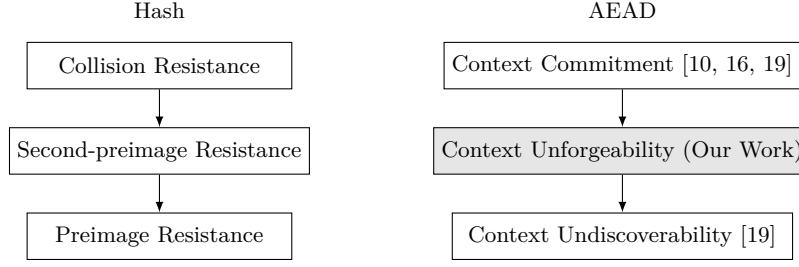 Hash
AEAD
Collision Resistance
Context Commitment [10, 16, 19]
Second-preimage Resistance
Context Unforgeability (Our Work)
Preimage Resistance
Context Undiscoverability [19]